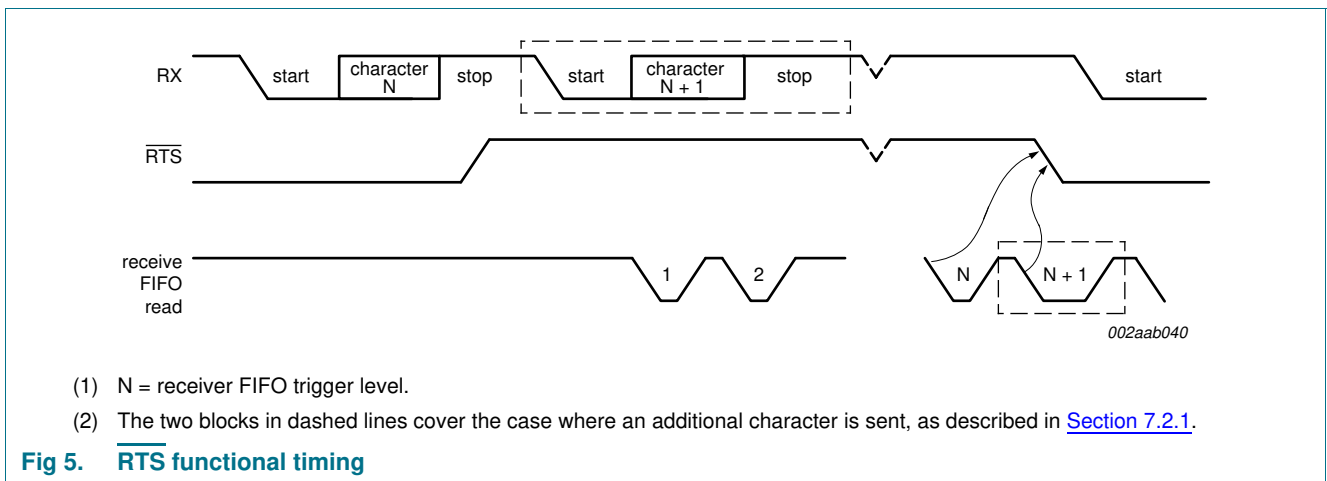 RX
start
character
N
stop
start
character
N + 1
stop
start
RTS
receive
FIFO
read
1
2
N
N + 1
002aab040
(1) N = receiver FIFO trigger level.
(2) The two blocks in dashed lines cover the case where an additional character is sent, as described in Section 7.2.1.
Fig 5. RTS functional timing